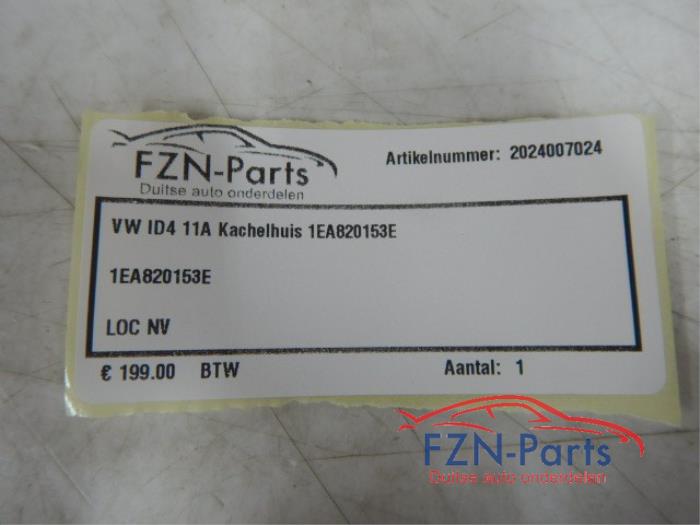 FZN-Parts
Duitse auto onderdelen
Artikelnummer: 2024007024
VW ID4 11A Kachelhuis 1EA820153E
1EA820153E
LOC NV
€ 199.00 BTW
Aantal: 1
FZN-Parts
Duitse auto onderdelen